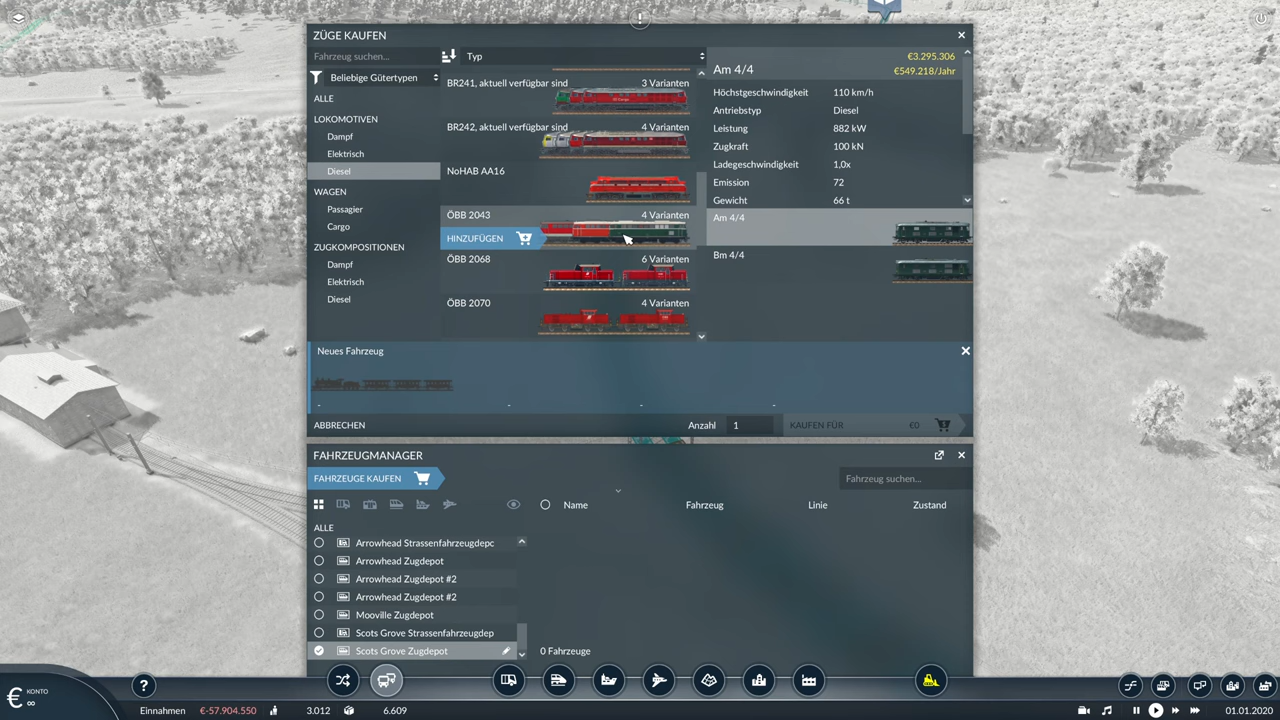 ZÜGE KAUFEN
Fahrzeug suchen...
Typ
Beliebige Gütertypen
ALLE
LOKOMOTIVEN
Dampf
Elektrisch
Diesel
WAGEN
Passagier
Cargo
ZUGKOMPOSITIONEN
Dampf
Elektrisch
Diesel
BR241, aktuell verfügbar sind
3 Varianten
BR242, aktuell verfügbar sind
4 Varianten
NoHAB AA16
ÖBB 2043
4 Varianten
HINZUFÜGEN
ÖBB 2068
6 Varianten
ÖBB 2070
4 Varianten
Am 4/4
€3.295.306
€549.218/Jahr
Höchstgeschwindigkeit 110 km/h
Antriebstyp Diesel
Leistung 882 kW
Zugkraft 100 kN
Ladegeschwindigkeit 1,0x
Emission 72
Gewicht 66 t
Am 4/4
Bm 4/4
Neues Fahrzeug
- - - -
ABBRECHEN
Anzahl 1
KAUFEN FÜR €0
FAHRZEUGMANAGER
FAHRZEUGE KAUFEN
Fahrzeug suchen...
Name Fahrzeug Linie Zustand
ALLE
Arrowhead Strassenfahrzeugdepc
Arrowhead Zugdepot
Arrowhead Zugdepot #2
Arrowhead Zugdepot #2
Mooville Zugdepot
Scots Grove Strassenfahrzeugdep
Scots Grove Zugdepot
0 Fahrzeuge
€ KONTO
∞
?
Einnahmen €-57.904.550 3.012 6.609
01.01.2020